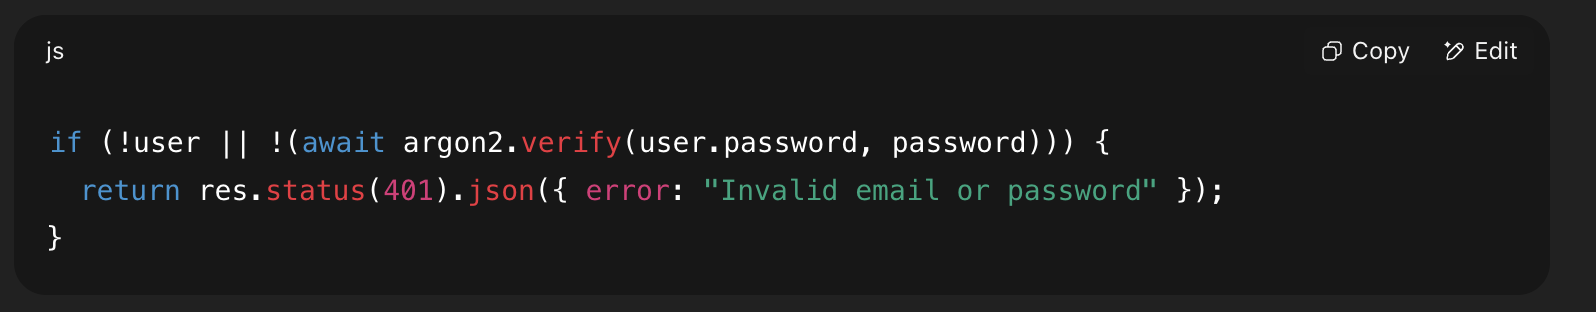 js
Copy Edit
if (!user || !(await argon2.verify(user.password, password))) {
  return res.status(401).json({ error: "Invalid email or password" });
}